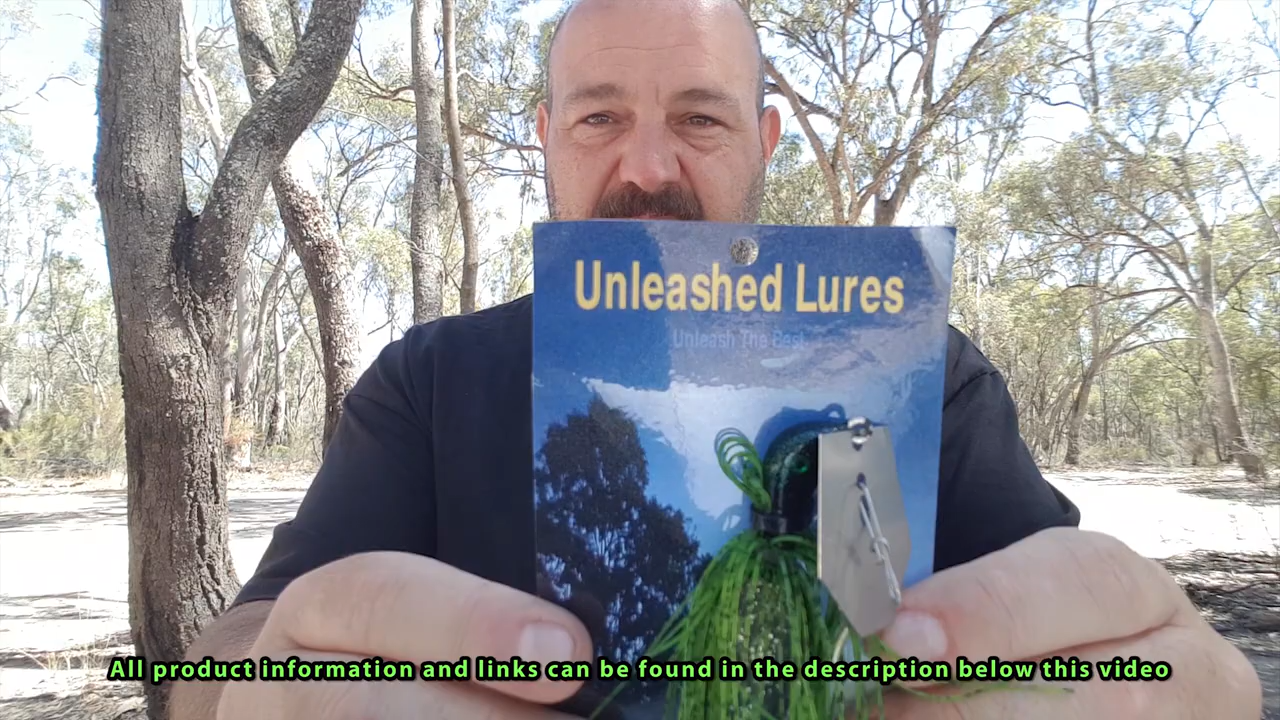 Unleashed Lures
Unleash The Best
All product information and links can be found in the description below this video